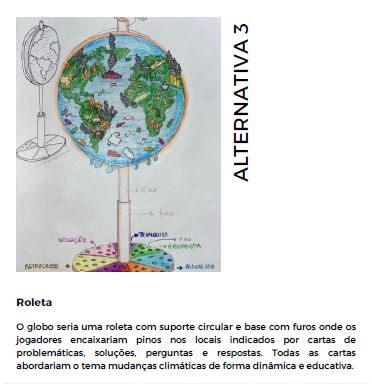 ALTERNATIVA 3
SOLUÇÃO
TRANQUILO
PINO
RESPOSTA
RETROCESSO
PROGRESSO
Roleta
O globo seria uma roleta com suporte circular e base com furos onde os
jogadores encaixariam pinos nos locais indicados por cartas de
problemáticas, soluções, perguntas e respostas. Todas as cartas
abordariam o tema mudanças climáticas de forma dinâmica e educativa.